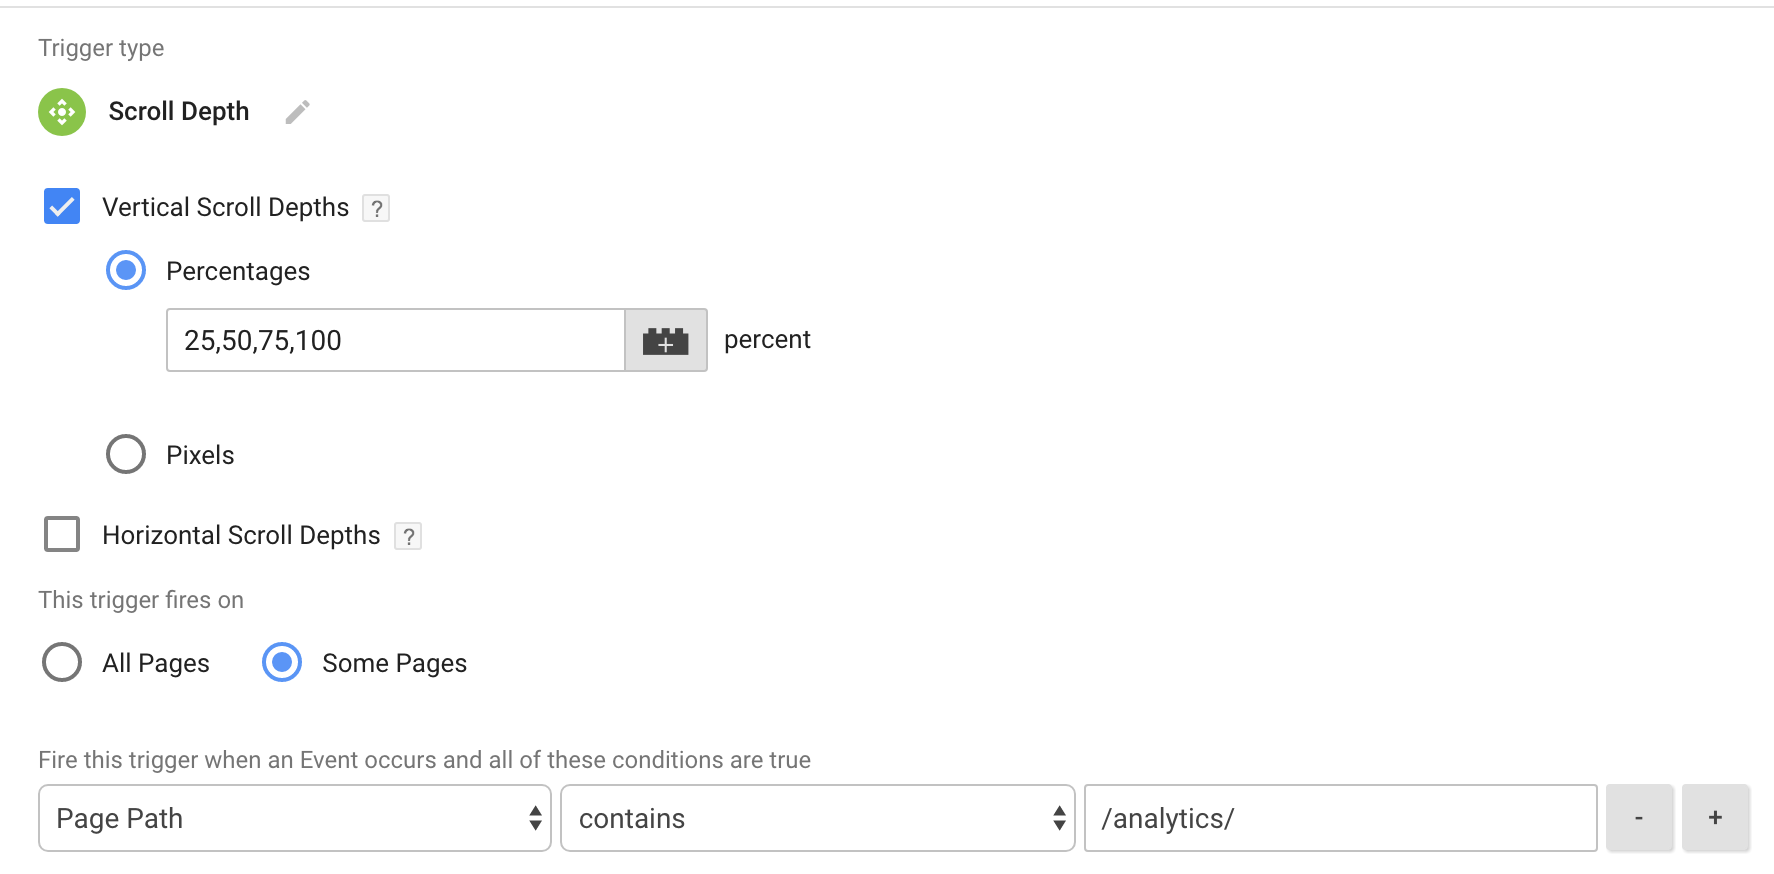 Trigger type
Scroll Depth
Vertical Scroll Depths ?
Percentages
25,50,75,100 + percent
Pixels
Horizontal Scroll Depths ?
This trigger fires on
All Pages Some Pages
Fire this trigger when an Event occurs and all of these conditions are true
Page Path contains /analytics/ - +